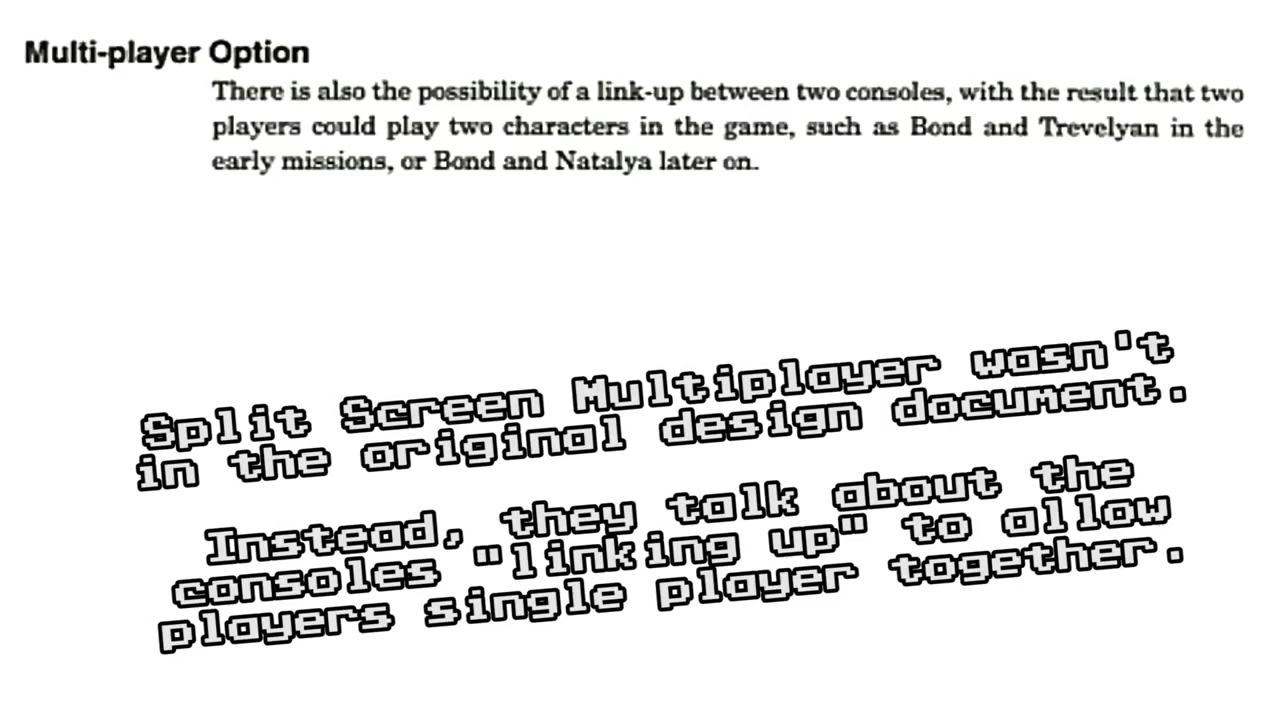 Multi-player Option
There is also the possibility of a link-up between two consoles, with the result that two
players could play two characters in the game, such as Bond and Trevelyan in the
early missions, or Bond and Natalya later on.
Split Screen Multiplayer wasn't
in the original design document.
Instead, they talk about the
consoles "linking up" to allow
players single player together.